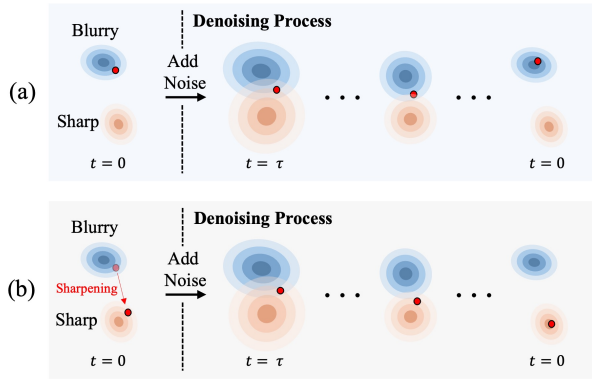 (a)
Blurry
Sharp
t = 0
Add
Noise
Denoising Process
t = τ
• • •
• • •
t = 0
(b)
Blurry
Sharpening
Sharp
t = 0
Add
Noise
Denoising Process
t = τ
• • •
• • •
t = 0